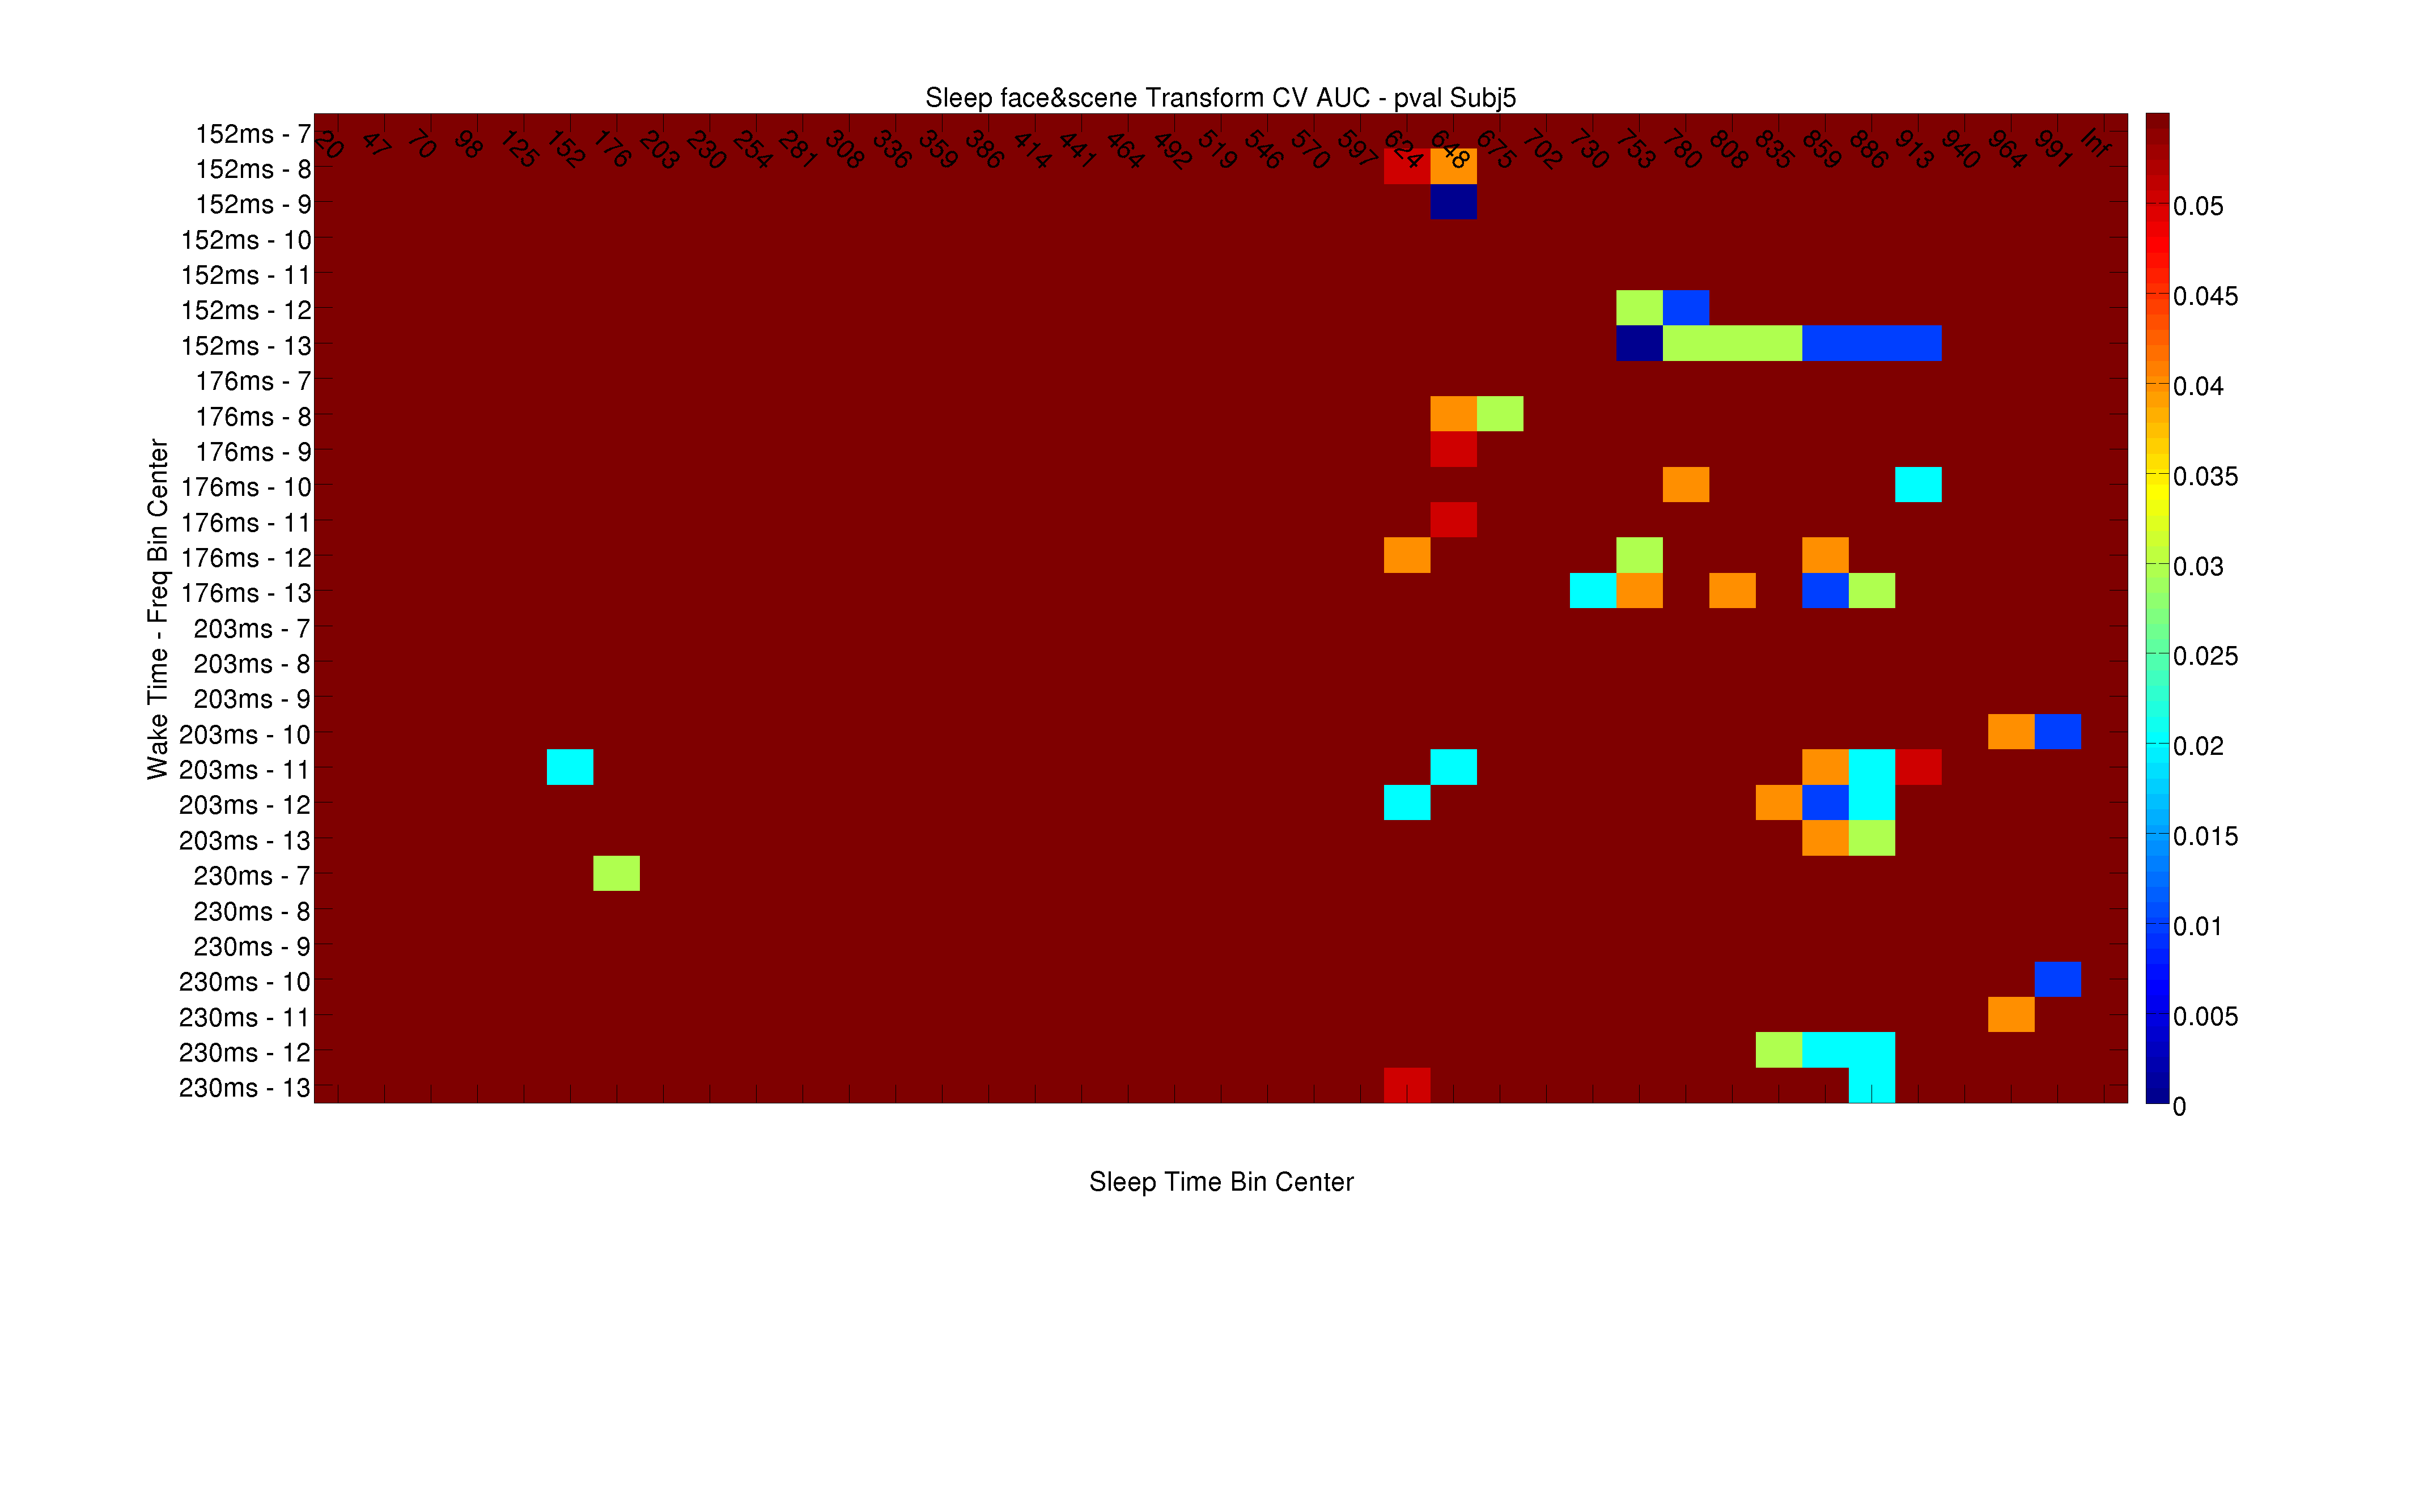 Sleep face&scene Transform CV AUC - pval Subj5
20 47 70 98 125 152 176 203 230 254 281 308 336 359 386 414 441 464 492 519 546 570 597 624 648 675 702 730 753 780 808 835 859 886 913 940 964 991 Inf
Wake Time - Freq Bin Center
152ms - 7
152ms - 8
152ms - 9
152ms - 10
152ms - 11
152ms - 12
152ms - 13
176ms - 7
176ms - 8
176ms - 9
176ms - 10
176ms - 11
176ms - 12
176ms - 13
203ms - 7
203ms - 8
203ms - 9
203ms - 10
203ms - 11
203ms - 12
203ms - 13
230ms - 7
230ms - 8
230ms - 9
230ms - 10
230ms - 11
230ms - 12
230ms - 13
0.05
0.045
0.04
0.035
0.03
0.025
0.02
0.015
0.01
0.005
0
Sleep Time Bin Center